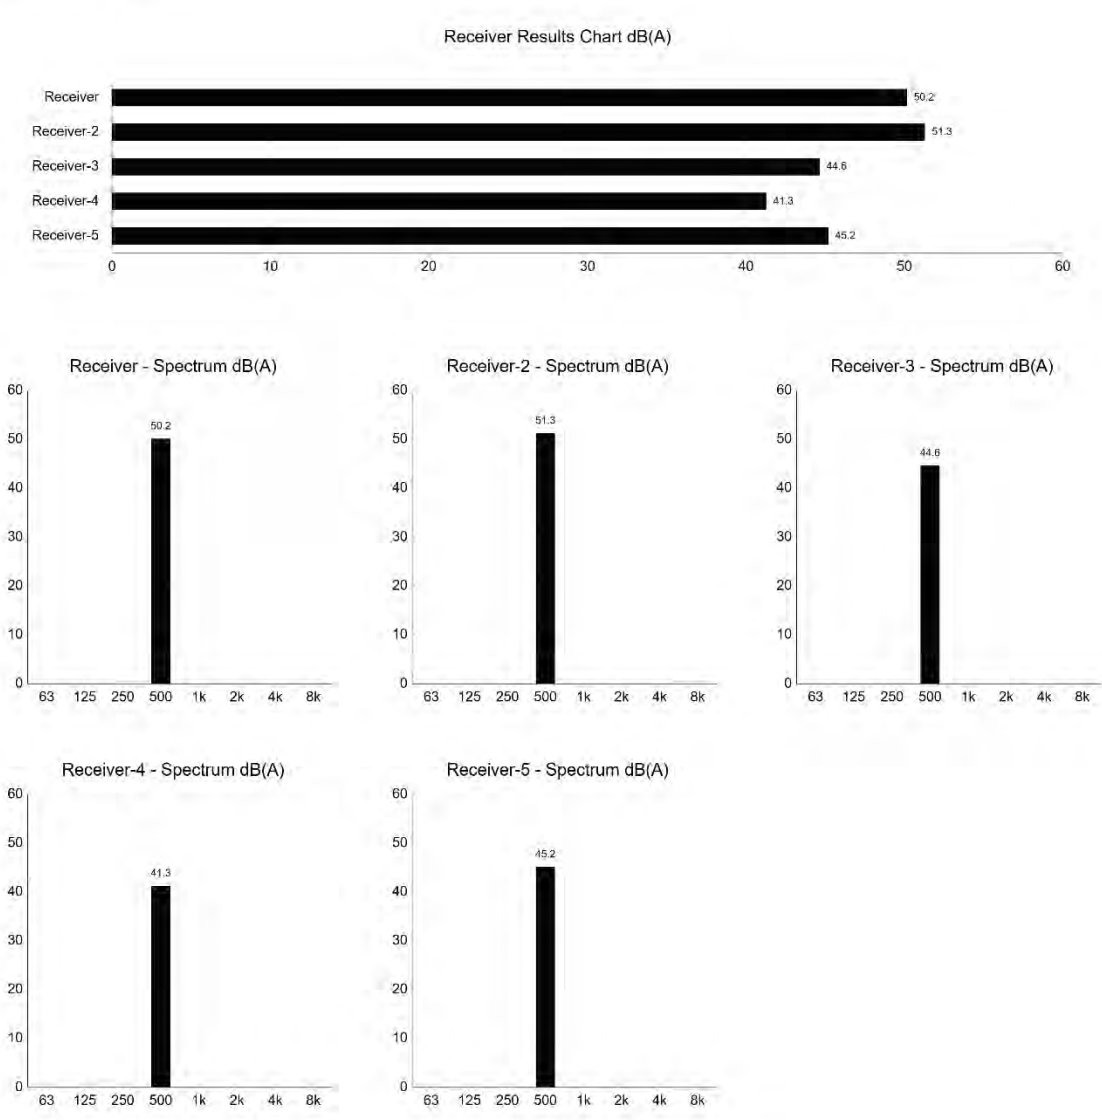 Receiver Results Chart dB(A)
Receiver 50.2
Receiver-2 51.3
Receiver-3 44.6
Receiver-4 41.3
Receiver-5 45.2
0 10 20 30 40 50 60
Receiver - Spectrum dB(A)
60
50.2
50
40
30
20
10
0
63 125 250 500 1k 2k 4k 8k
Receiver-2 - Spectrum dB(A)
60
51.3
50
40
30
20
10
0
63 125 250 500 1k 2k 4k 8k
Receiver-3 - Spectrum dB(A)
60
50
44.6
40
30
20
10
0
63 125 250 500 1k 2k 4k 8k
Receiver-4 - Spectrum dB(A)
60
50
41.3
40
30
20
10
0
63 125 250 500 1k 2k 4k 8k
Receiver-5 - Spectrum dB(A)
60
50
45.2
40
30
20
10
0
63 125 250 500 1k 2k 4k 8k